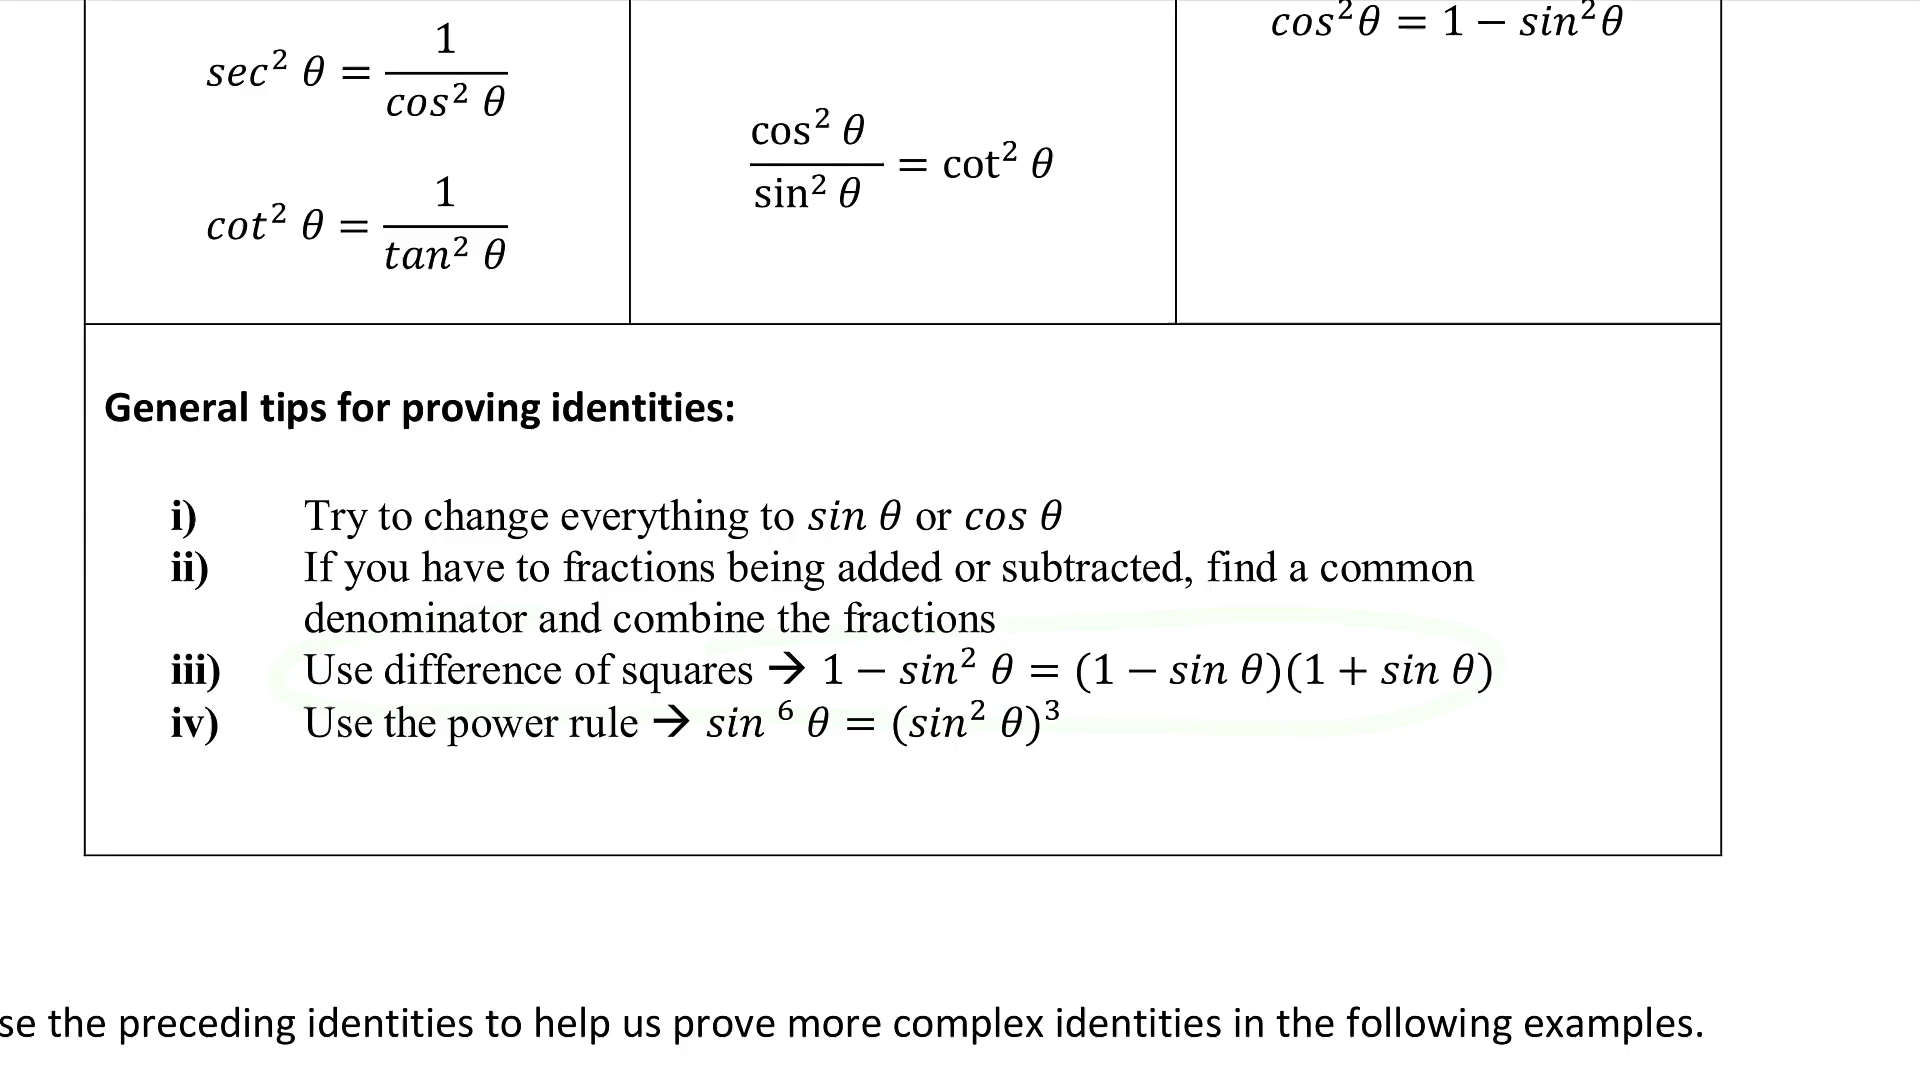 sec² θ = 1 / cos² θ
cot² θ = 1 / tan² θ
cos² θ / sin² θ = cot² θ
cos²θ = 1 − sin²θ
General tips for proving identities:
i) Try to change everything to sin θ or cos θ
ii) If you have to fractions being added or subtracted, find a common
denominator and combine the fractions
iii) Use difference of squares → 1 − sin² θ = (1 − sin θ)(1 + sin θ)
iv) Use the power rule → sin ⁶ θ = (sin² θ)³
se the preceding identities to help us prove more complex identities in the following examples.